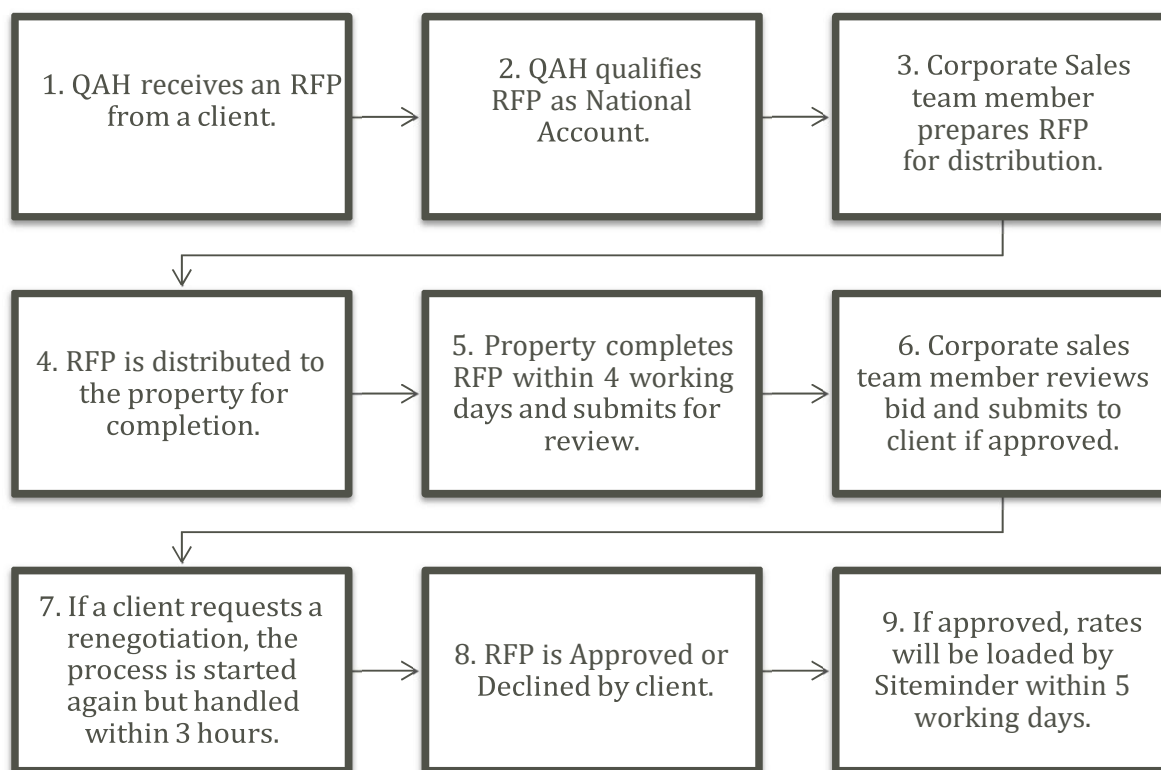 1. QAH receives an RFP
from a client.
2. QAH qualifies
RFP as National
Account.
3. Corporate Sales
team member
prepares RFP
for distribution.
4. RFP is distributed to
the property for
completion.
5. Property completes
RFP within 4 working
days and submits for
review.
6. Corporate sales
team member reviews
bid and submits to
client if approved.
7. If a client requests a
renegotiation, the
process is started
again but handled
within 3 hours.
8. RFP is Approved or
Declined by client.
9. If approved, rates
will be loaded by
Siteminder within 5
working days.